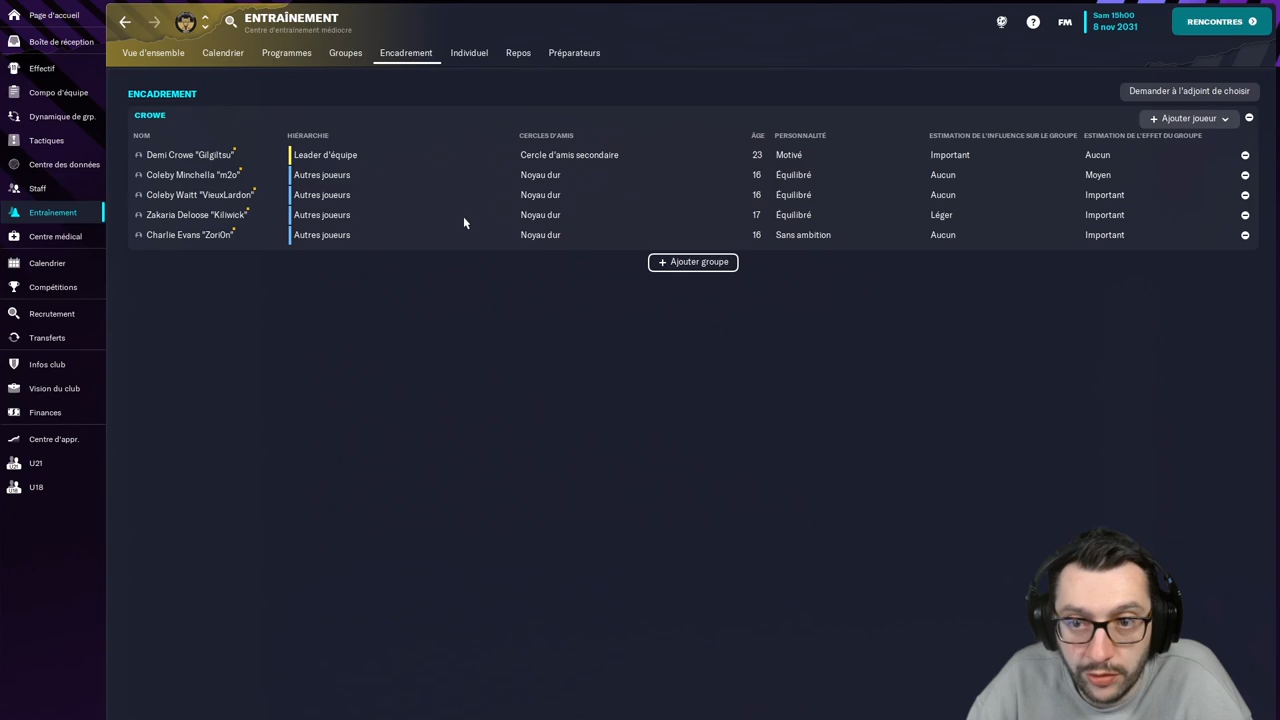 Page d'accueil
Boîte de réception
Effectif
Compo d'équipe
Dynamique de grp.
Tactiques
Centre des données
Staff
Entraînement
Centre médical
Calendrier
Compétitions
Recrutement
Transferts
Infos club
Vision du club
Finances
Centre d'appr.
U21
U18
ENTRAÎNEMENT
Centre d'entraînement médiocre
FM
Sam 15h00
8 nov 2031
RENCONTRES
Vue d'ensemble Calendrier Programmes Groupes Encadrement Individuel Repos Préparateurs
ENCADREMENT
Demander à l'adjoint de choisir
CROWE
+ Ajouter joueur
NOM HIÉRARCHIE CERCLES D'AMIS ÂGE PERSONNALITÉ ESTIMATION DE L'INFLUENCE SUR LE GROUPE ESTIMATION DE L'EFFET DU GROUPE
Demi Crowe "Gilgiltsu" Leader d'équipe Cercle d'amis secondaire 23 Motivé Important Aucun
Coleby Minchella "m2o" Autres joueurs Noyau dur 16 Équilibré Aucun Moyen
Coleby Waitt "VieuxLardon" Autres joueurs Noyau dur 16 Équilibré Aucun Important
Zakaria Deloose "Kiliwick" Autres joueurs Noyau dur 17 Équilibré Léger Important
Charlie Evans "Zori0n" Autres joueurs Noyau dur 16 Sans ambition Aucun Important
+ Ajouter groupe